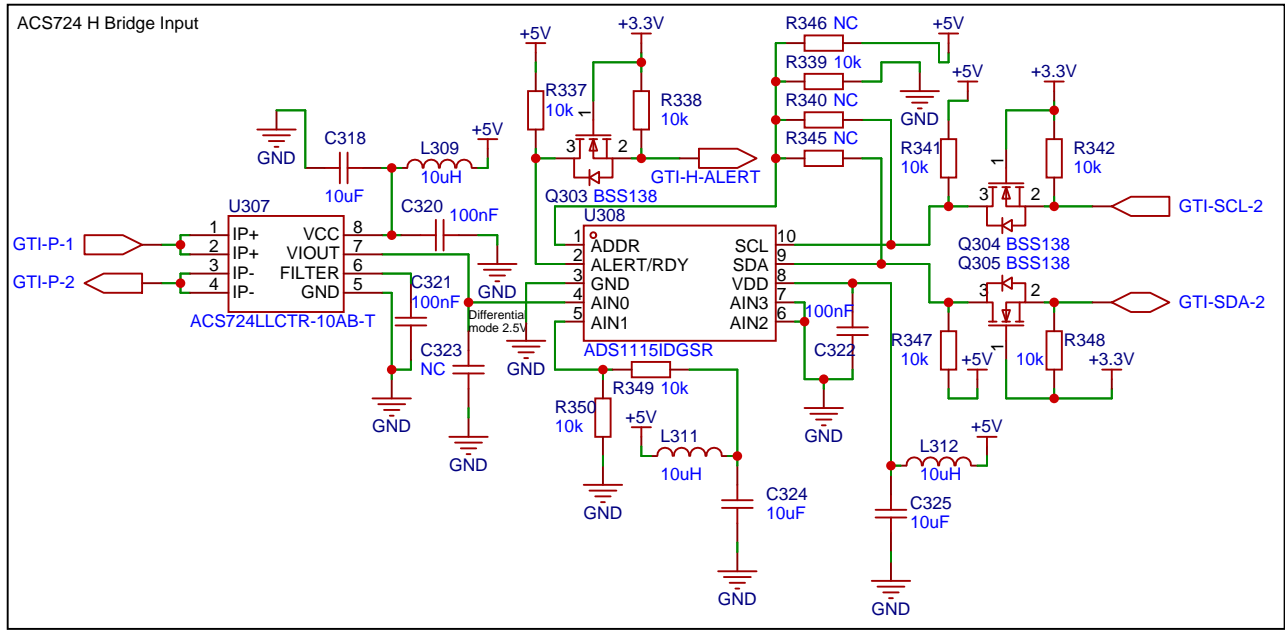 ACS724 H Bridge Input
R346 NC
+5V
+3.3V
+5V
R339 10k
+5V
+3.3V
R337
10k
R338
10k
GND
R340 NC
R345 NC
1
3
2
GTI-H-ALERT
Q303 BSS138
GND
C318
10uF
L309
10uH
+5V
R341
10k
R342
10k
1
3
2
GTI-SCL-2
Q304 BSS138
Q305 BSS138
C320
100nF
GND
U307
GTI-P-1
GTI-P-2
1 IP+
2 IP+
3 IP-
4 IP-
VCC 8
VIOUT 7
FILTER 6
GND 5
ACS724LLCTR-10AB-T
C321
100nF
C323
NC
GND
GND
Differential
mode 2.5V
GND
U308
1 ADDR
2 ALERT/RDY
3 GND
4 AIN0
5 AIN1
SCL 10
SDA 9
VDD 8
AIN3 7
AIN2 6
ADS1115IDGSR
100nF
C322
GND
3
2
1
GTI-SDA-2
R347
10k
+5V
R348
10k
+3.3V
R349
10k
R350
10k
GND
+5V
L311
10uH
C324
10uF
GND
+5V
L312
10uH
C325
10uF
GND